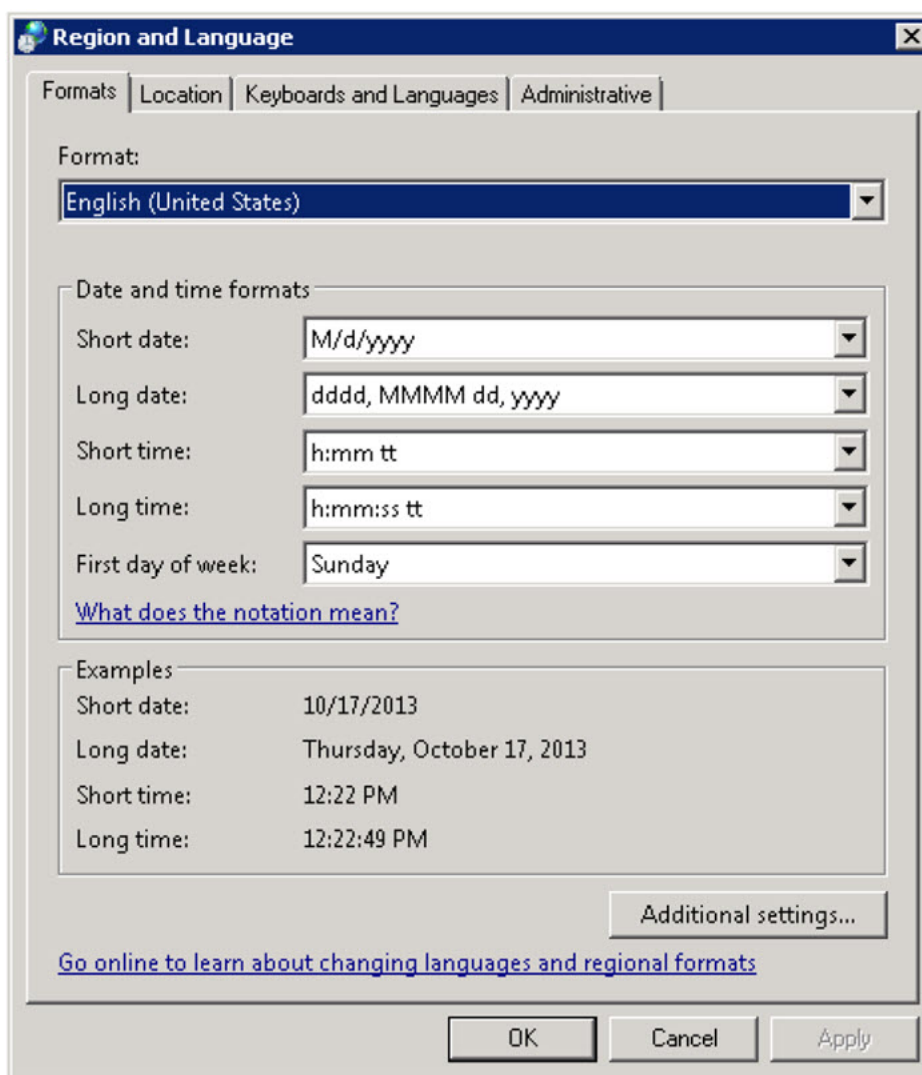 Region and Language
Formats Location Keyboards and Languages Administrative
Format:
English (United States)
Date and time formats
Short date: M/d/yyyy
Long date: dddd, MMMM dd, yyyy
Short time: h:mm tt
Long time: h:mm:ss tt
First day of week: Sunday
What does the notation mean?
Examples
Short date: 10/17/2013
Long date: Thursday, October 17, 2013
Short time: 12:22 PM
Long time: 12:22:49 PM
Additional settings...
Go online to learn about changing languages and regional formats
OK Cancel Apply